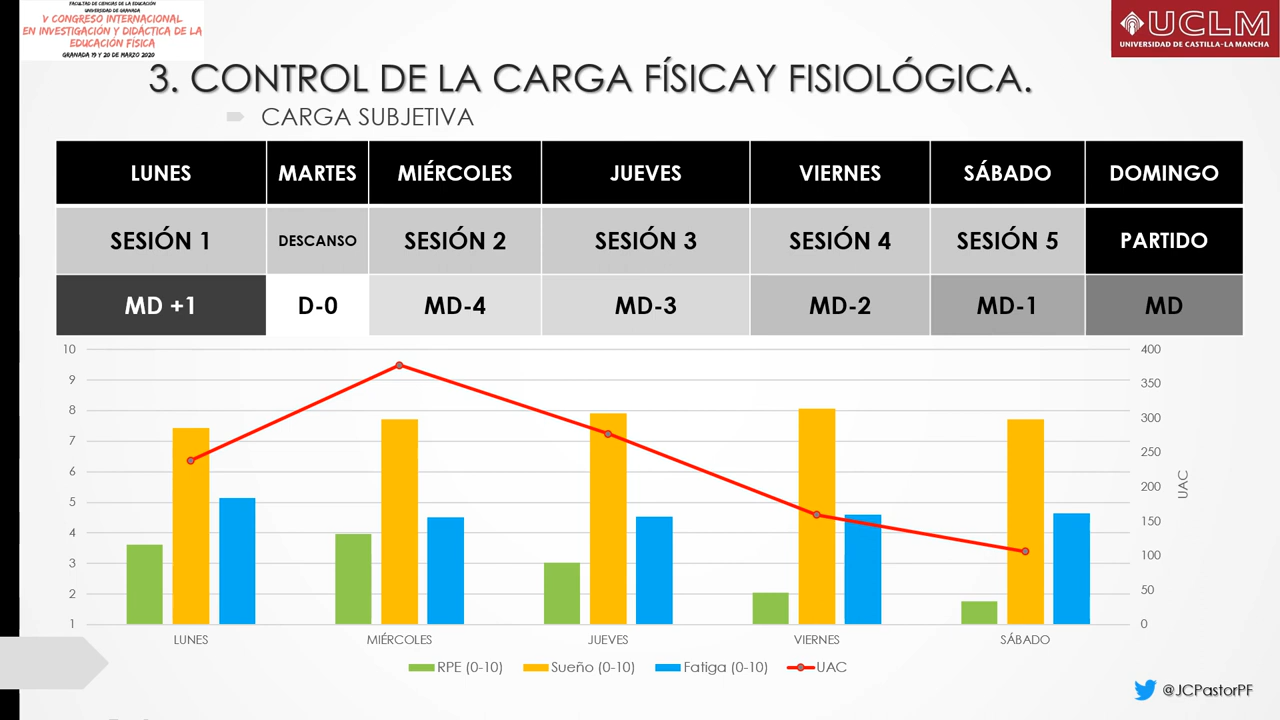 FACULTAD DE CIENCIAS DE LA EDUCACIÓN
UNIVERSIDAD DE GRANADA
V CONGRESO INTERNACIONAL
EN INVESTIGACIÓN Y DIDÁCTICA DE LA
EDUCACIÓN FÍSICA
GRANADA 19 Y 20 DE MARZO 2020
UCLM
UNIVERSIDAD DE CASTILLA-LA MANCHA
3. CONTROL DE LA CARGA FÍSICAY FISIOLÓGICA.
CARGA SUBJETIVA
LUNES MARTES MIÉRCOLES JUEVES VIERNES SÁBADO DOMINGO
SESIÓN 1 DESCANSO SESIÓN 2 SESIÓN 3 SESIÓN 4 SESIÓN 5 PARTIDO
MD +1 D-0 MD-4 MD-3 MD-2 MD-1 MD
10 400
9 350
8 300
7 250
6 200
5 150
4 100
3 50
2 0
1
UAC
LUNES MIÉRCOLES JUEVES VIERNES SÁBADO
RPE (0-10) Sueño (0-10) Fatiga (0-10) UAC
@JCPastorPF